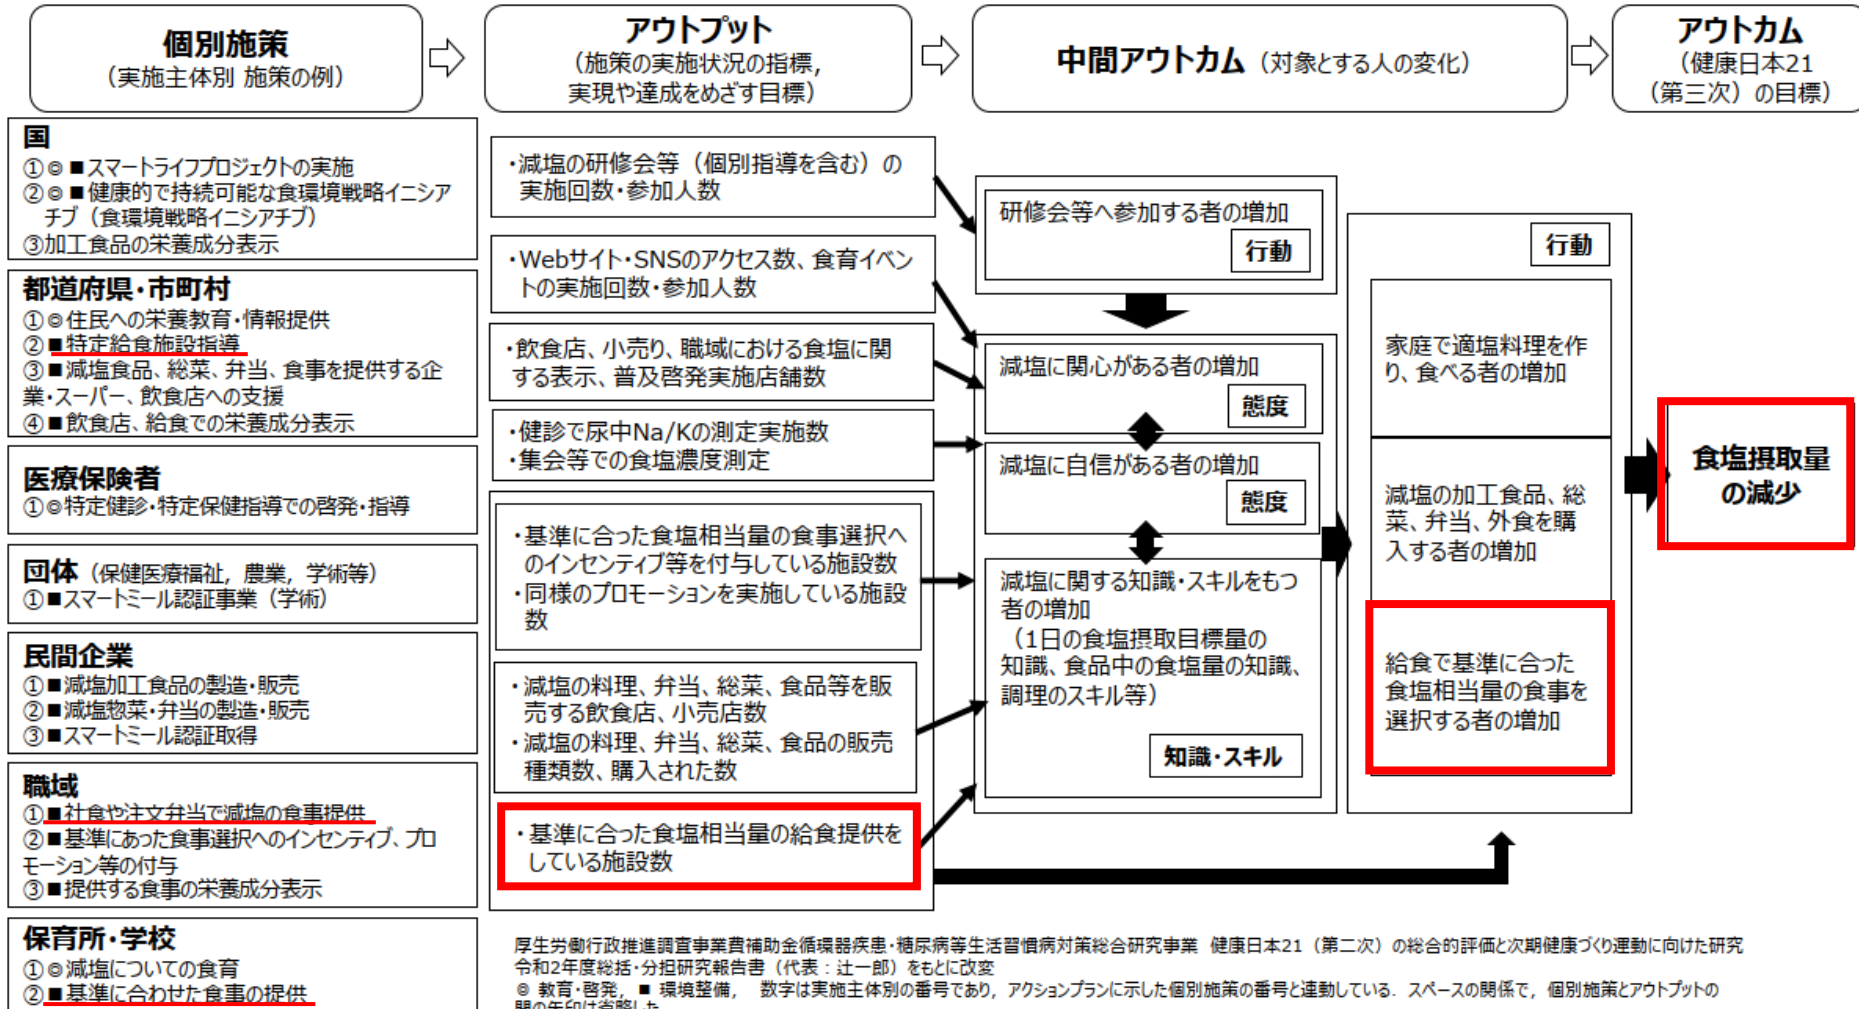 個別施策
（実施主体別 施策の例）
アウトプット
（施策の実施状況の指標，
実現や達成をめざす目標）
中間アウトカム（対象とする人の変化）
アウトカム
（健康日本21
（第三次）の目標）
国
①◎■スマートライフプロジェクトの実施
②◎■健康的で持続可能な食環境戦略イニシア
チブ（食環境戦略イニシアチブ）
③加工食品の栄養成分表示
都道府県・市町村
①◎住民への栄養教育・情報提供
②■特定給食施設指導
③■減塩食品、総菜、弁当、食事を提供する企
業・スーパー、飲食店への支援
④■飲食店、給食での栄養成分表示
医療保険者
①◎特定健診・特定保健指導での啓発・指導
団体（保健医療福祉，農業，学術等）
①■スマートミール認証事業（学術）
民間企業
①■減塩加工食品の製造・販売
②■減塩惣菜・弁当の製造・販売
③■スマートミール認証取得
職域
①■社食や注文弁当で減塩の食事提供
②■基準にあった食事選択へのインセンティブ、プロ
モーション等の付与
③■提供する食事の栄養成分表示
保育所・学校
①◎減塩についての食育
②■基準に合わせた食事の提供
・減塩の研修会等（個別指導を含む）の
実施回数・参加人数
・Webサイト・SNSのアクセス数、食育イベン
トの実施回数・参加人数
・飲食店、小売り、職域における食塩に関
する表示、普及啓発実施店舗数
・健診で尿中Na/Kの測定実施数
・集会等での食塩濃度測定
・基準に合った食塩相当量の食事選択へ
のインセンティブ等を付与している施設数
・同様のプロモーションを実施している施設
数
・減塩の料理、弁当、総菜、食品等を販
売する飲食店、小売店数
・減塩の料理、弁当、総菜、食品の販売
種類数、購入された数
・基準に合った食塩相当量の給食提供を
している施設数
研修会等へ参加する者の増加
行動
減塩に関心がある者の増加
態度
減塩に自信がある者の増加
態度
減塩に関する知識・スキルをもつ
者の増加
（1日の食塩摂取目標量の
知識、食品中の食塩量の知識、
調理のスキル等）
知識・スキル
行動
家庭で適塩料理を作
り、食べる者の増加
減塩の加工食品、総
菜、弁当、外食を購
入する者の増加
給食で基準に合った
食塩相当量の食事を
選択する者の増加
食塩摂取量
の減少
厚生労働行政推進調査事業費補助金循環器疾患・糖尿病等生活習慣病対策総合研究事業 健康日本21（第二次）の総合的評価と次期健康づくり運動に向けた研究
令和2年度総括・分担研究報告書（代表：辻一郎）をもとに改変
◎ 教育・啓発， ■ 環境整備， 数字は実施主体別の番号であり，アクションプランに示した個別施策の番号と連動している．スペースの関係で，個別施策とアウトプットの
間の矢印は省略した